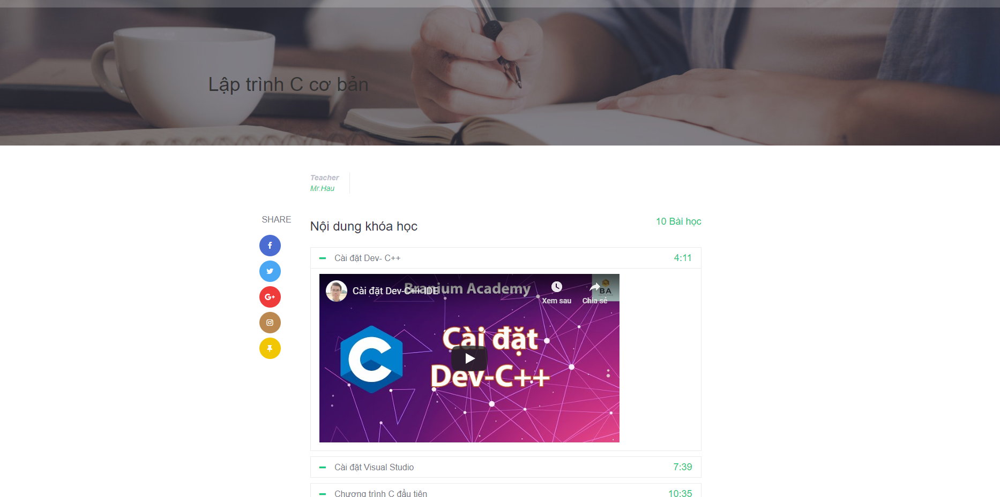 Lập trình C cơ bản
Teacher
Mr.Hau
SHARE
Nội dung khóa học
10 Bài học
Cài đặt Dev- C++
4:11
Cài đặt Dev-C++ IDE
Branium Academy
Xem sau
Chia sẻ
BA
Cài đặt
Dev-C++
Cài đặt Visual Studio
7:39
Chương trình C đầu tiên
10:35